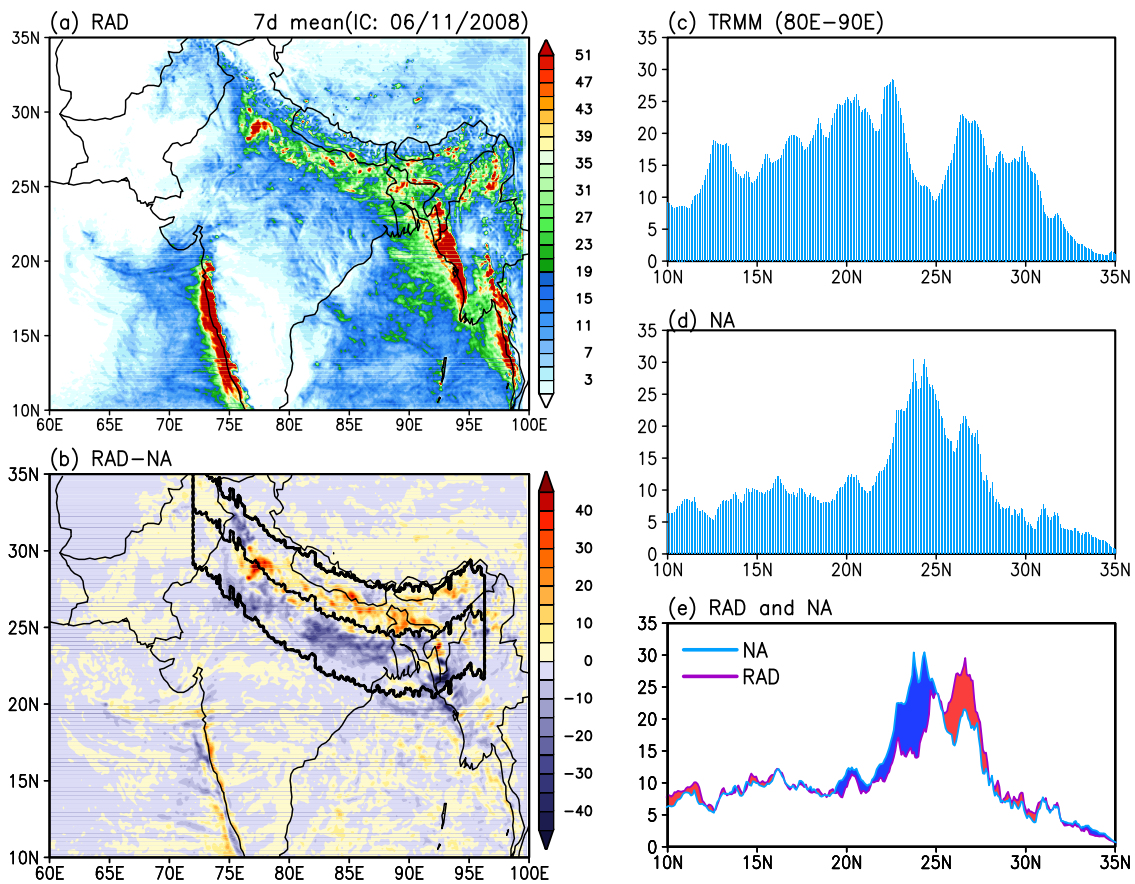 (a) RAD 7d mean(IC: 06/11/2008)
35N
30N
25N
20N
15N
10N
60E 65E 70E 75E 80E 85E 90E 95E 100E
51
47
43
39
35
31
27
23
19
15
11
7
3
(b) RAD−NA
35N
30N
25N
20N
15N
10N
60E 65E 70E 75E 80E 85E 90E 95E 100E
40
30
20
10
0
−10
−20
−30
−40
(c) TRMM (80E−90E)
35
30
25
20
15
10
5
0
10N 15N 20N 25N 30N 35N
(d) NA
35
30
25
20
15
10
5
0
10N 15N 20N 25N 30N 35N
(e) RAD and NA
35
30
25
20
15
10
5
0
NA
RAD
10N 15N 20N 25N 30N 35N